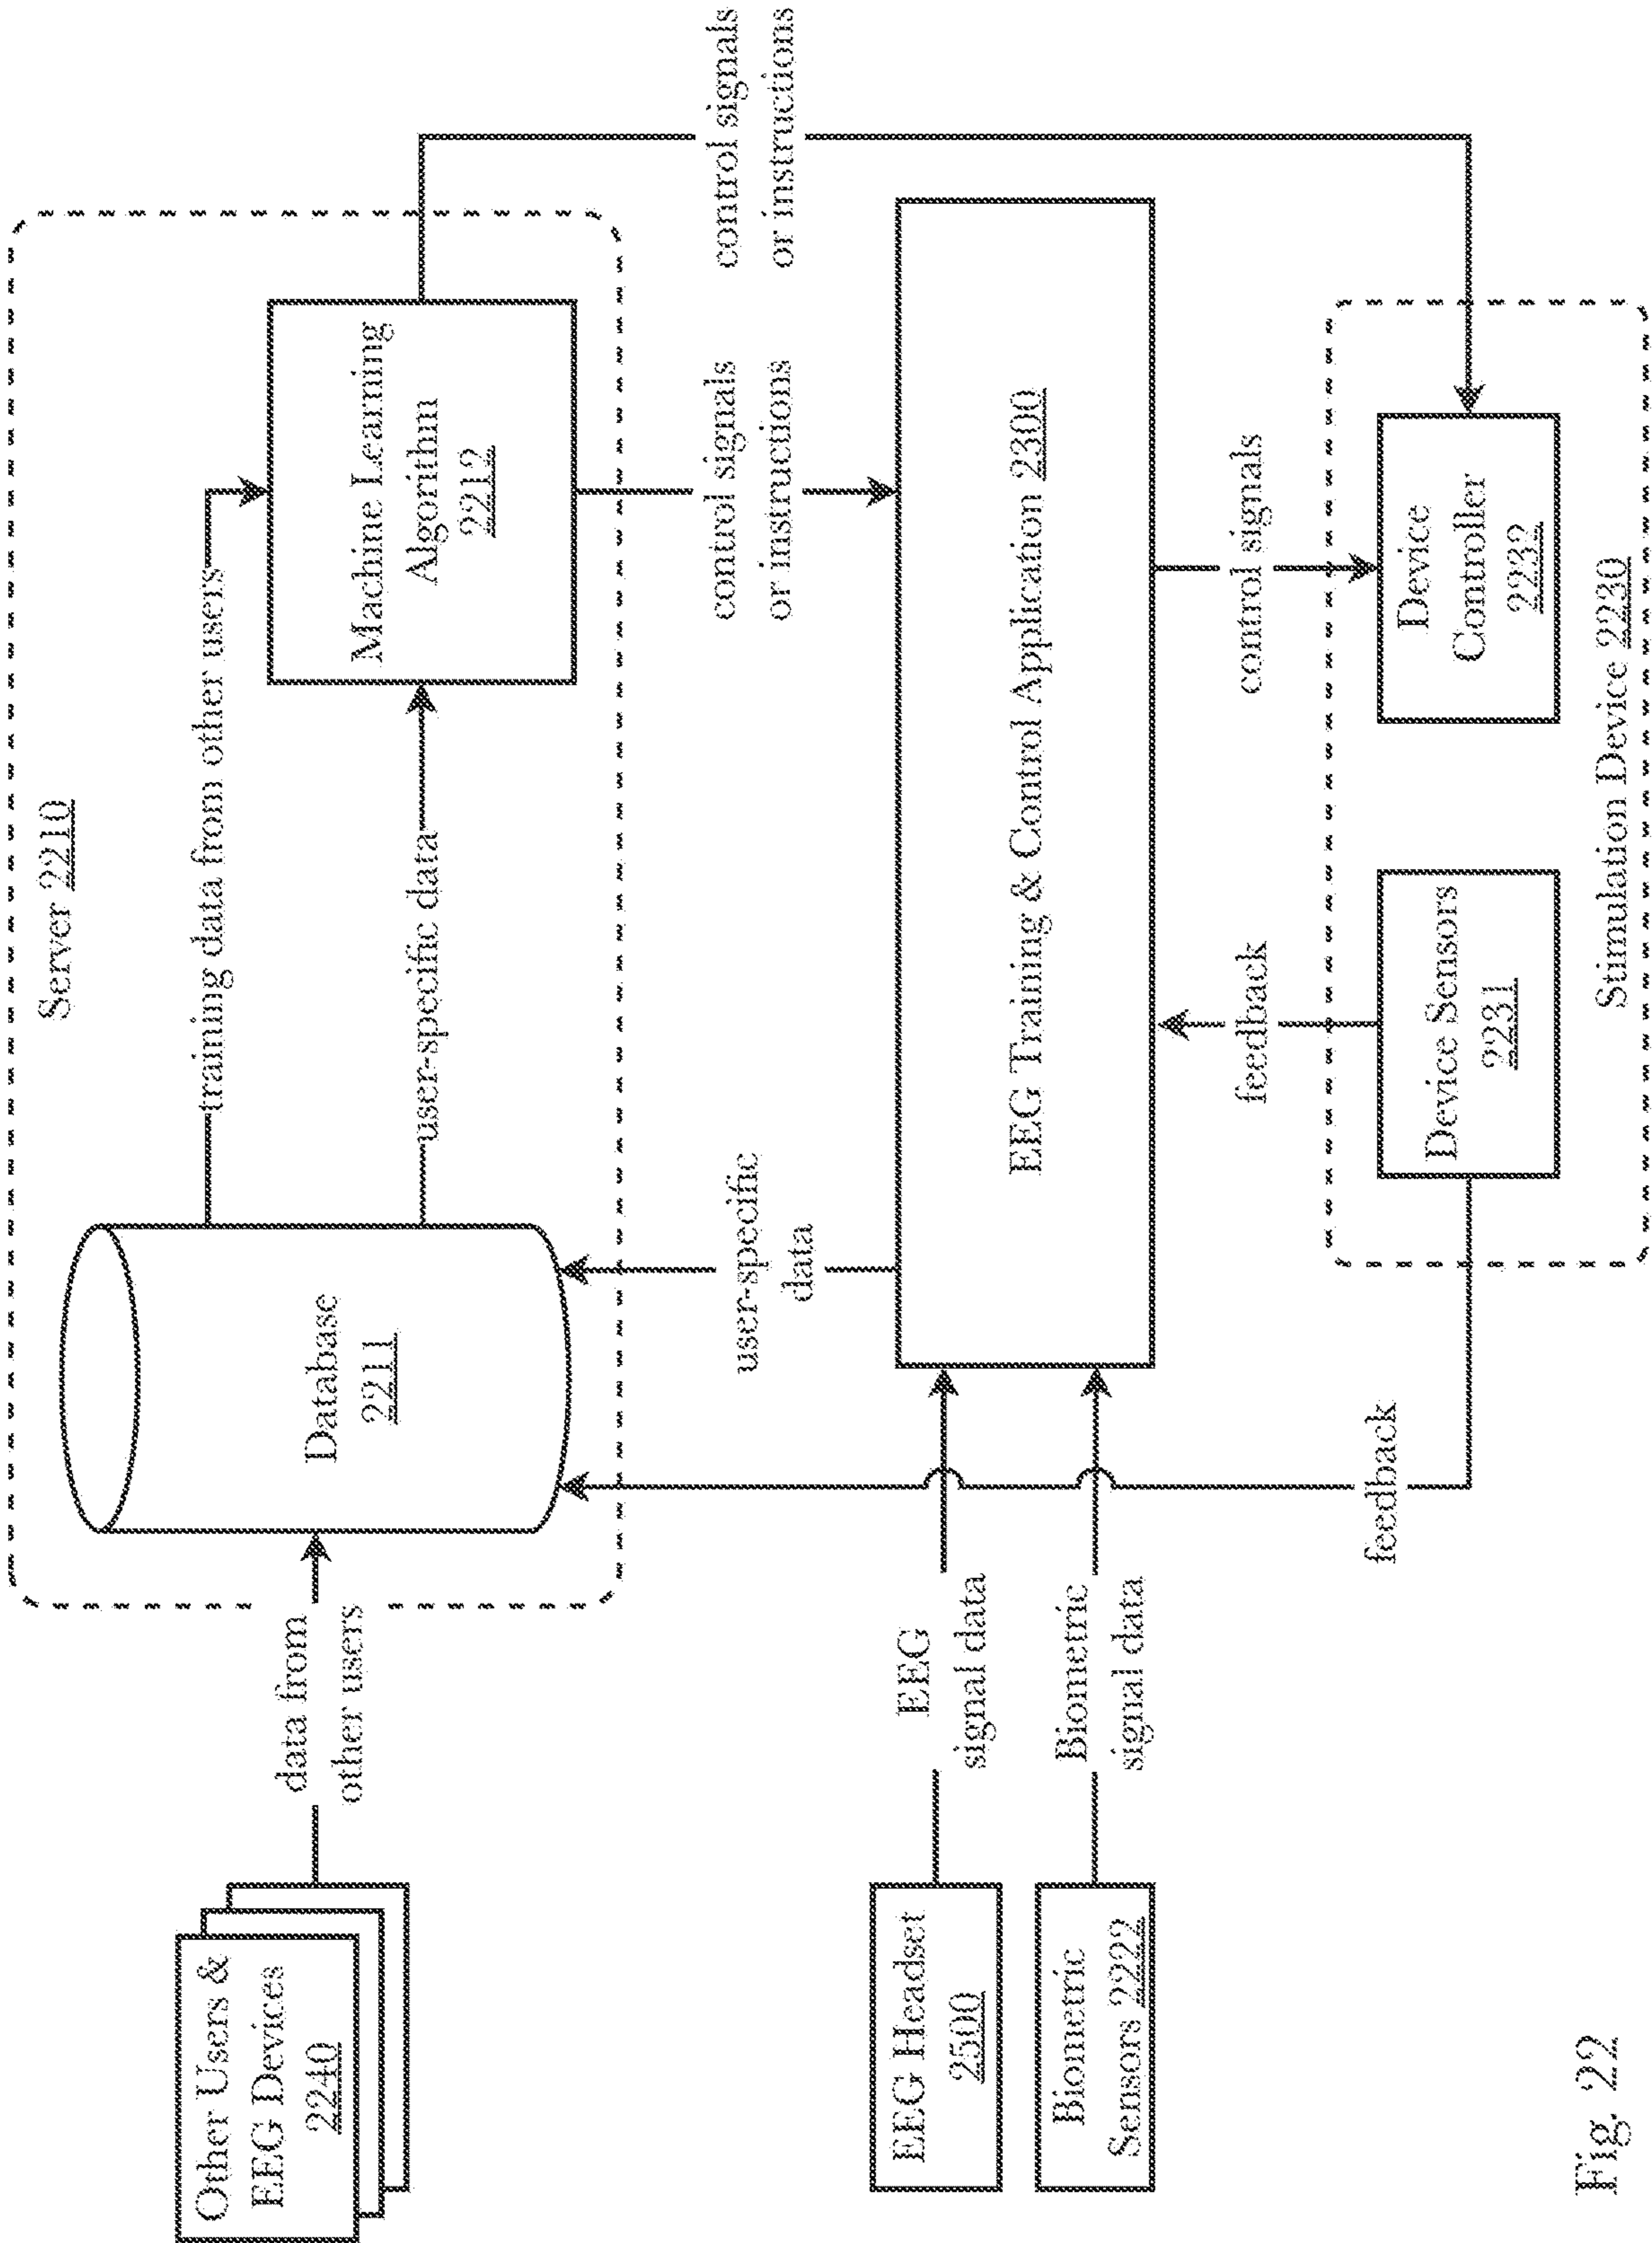 Server 2210
Other Users &
EEG Devices
2240
data from
other users
Database
2211
training data from other users
user-specific data
Machine Learning
Algorithm
2212
user-specific
data
control signals
or instructions
control signals
or instructions
EEG Headset
2500
EEG
signal data
Biometric
Sensors 2222
Biometric
signal data
EEG Training & Control Application 2300
feedback
feedback
control signals
Device Sensors
2231
Device
Controller
2232
Stimulation Device 2230
Fig. 22